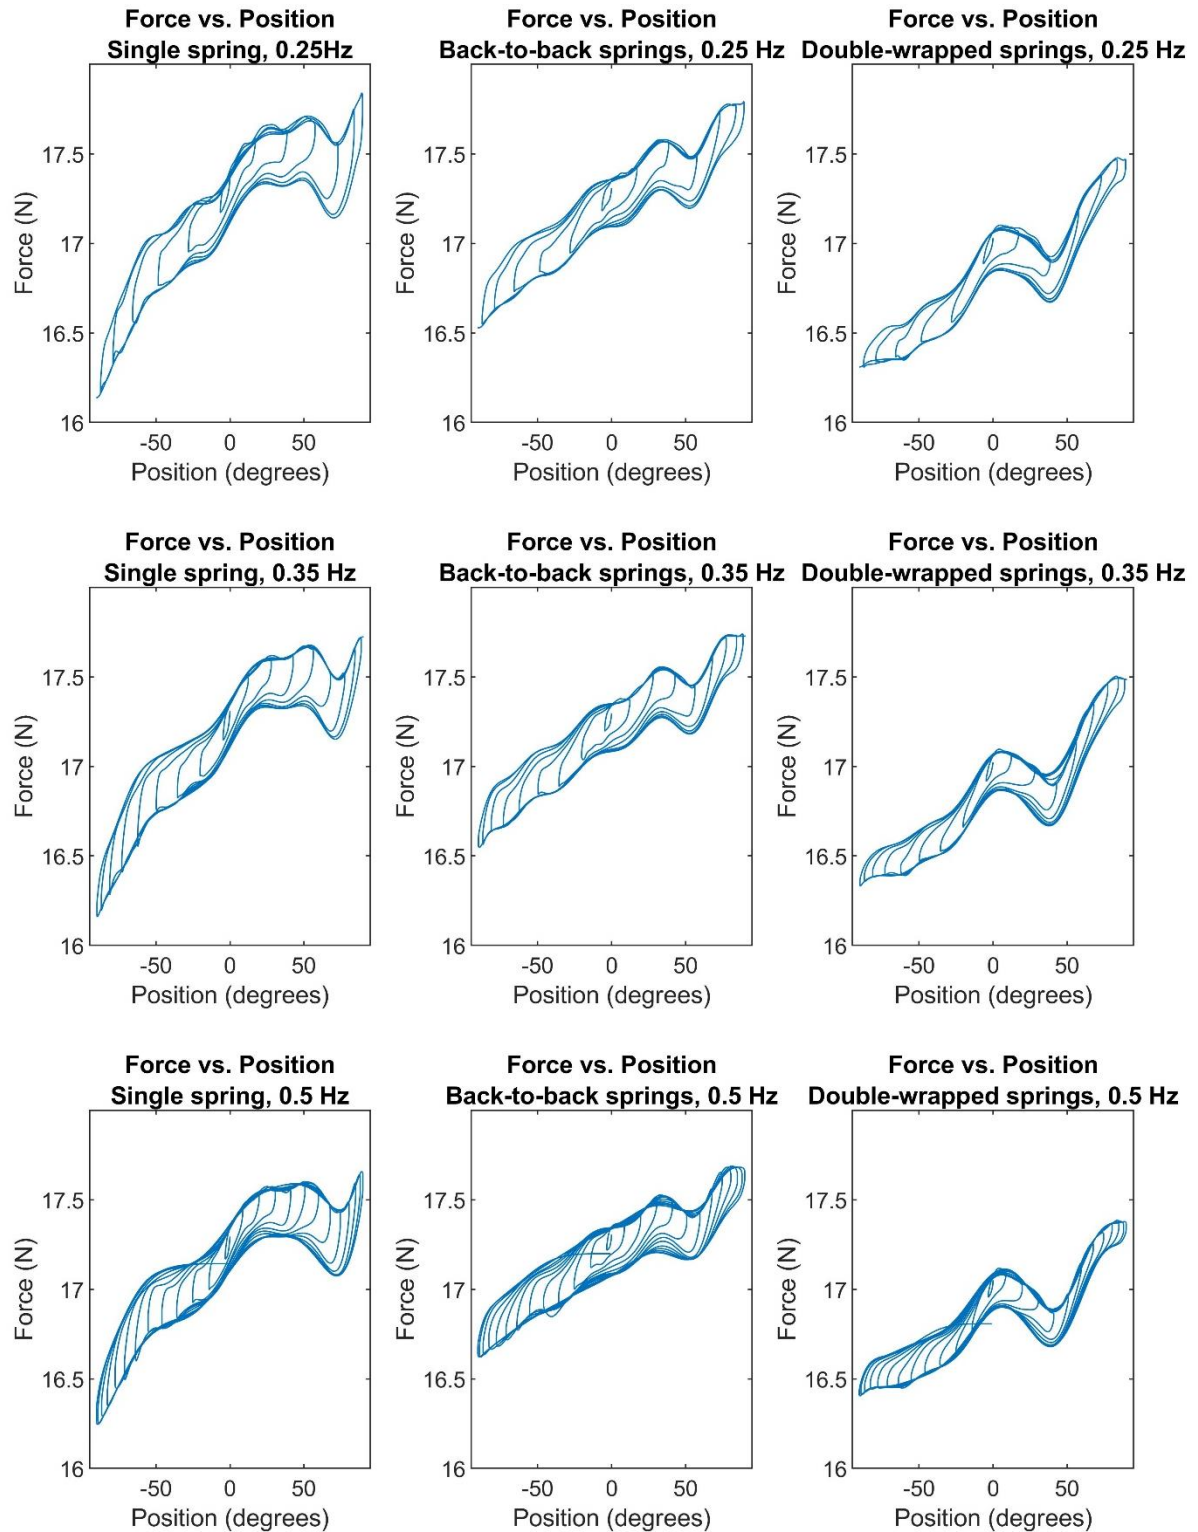 Force vs. Position
Single spring, 0.25Hz
17.5
17
16.5
16
Force (N)
-50 0 50
Position (degrees)
Force vs. Position
Back-to-back springs, 0.25 Hz
17.5
17
16.5
16
Force (N)
-50 0 50
Position (degrees)
Force vs. Position
Double-wrapped springs, 0.25 Hz
17.5
17
16.5
16
Force (N)
-50 0 50
Position (degrees)
Force vs. Position
Single spring, 0.35 Hz
17.5
17
16.5
16
Force (N)
-50 0 50
Position (degrees)
Force vs. Position
Back-to-back springs, 0.35 Hz
17.5
17
16.5
16
Force (N)
-50 0 50
Position (degrees)
Force vs. Position
Double-wrapped springs, 0.35 Hz
17.5
17
16.5
16
Force (N)
-50 0 50
Position (degrees)
Force vs. Position
Single spring, 0.5 Hz
17.5
17
16.5
16
Force (N)
-50 0 50
Position (degrees)
Force vs. Position
Back-to-back springs, 0.5 Hz
17.5
17
16.5
16
Force (N)
-50 0 50
Position (degrees)
Force vs. Position
Double-wrapped springs, 0.5 Hz
17.5
17
16.5
16
Force (N)
-50 0 50
Position (degrees)